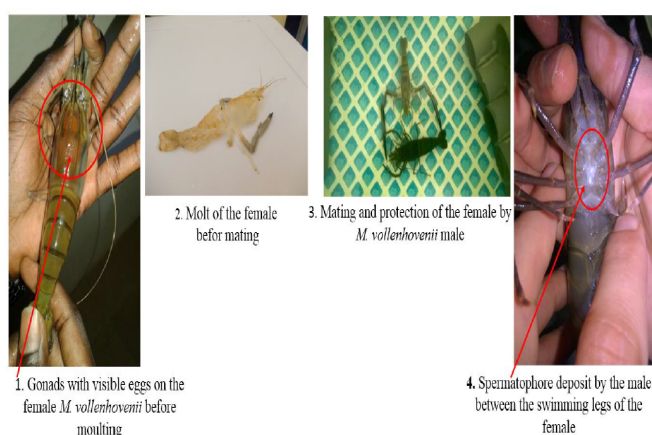 1. Gonads with visible eggs on the
female M. vollenhovenii before
moulting
2. Molt of the female
befor mating
3. Mating and protection of the female by
M. vollenhovenii male
4. Spermatophore deposit by the male
between the swimming legs of the
female